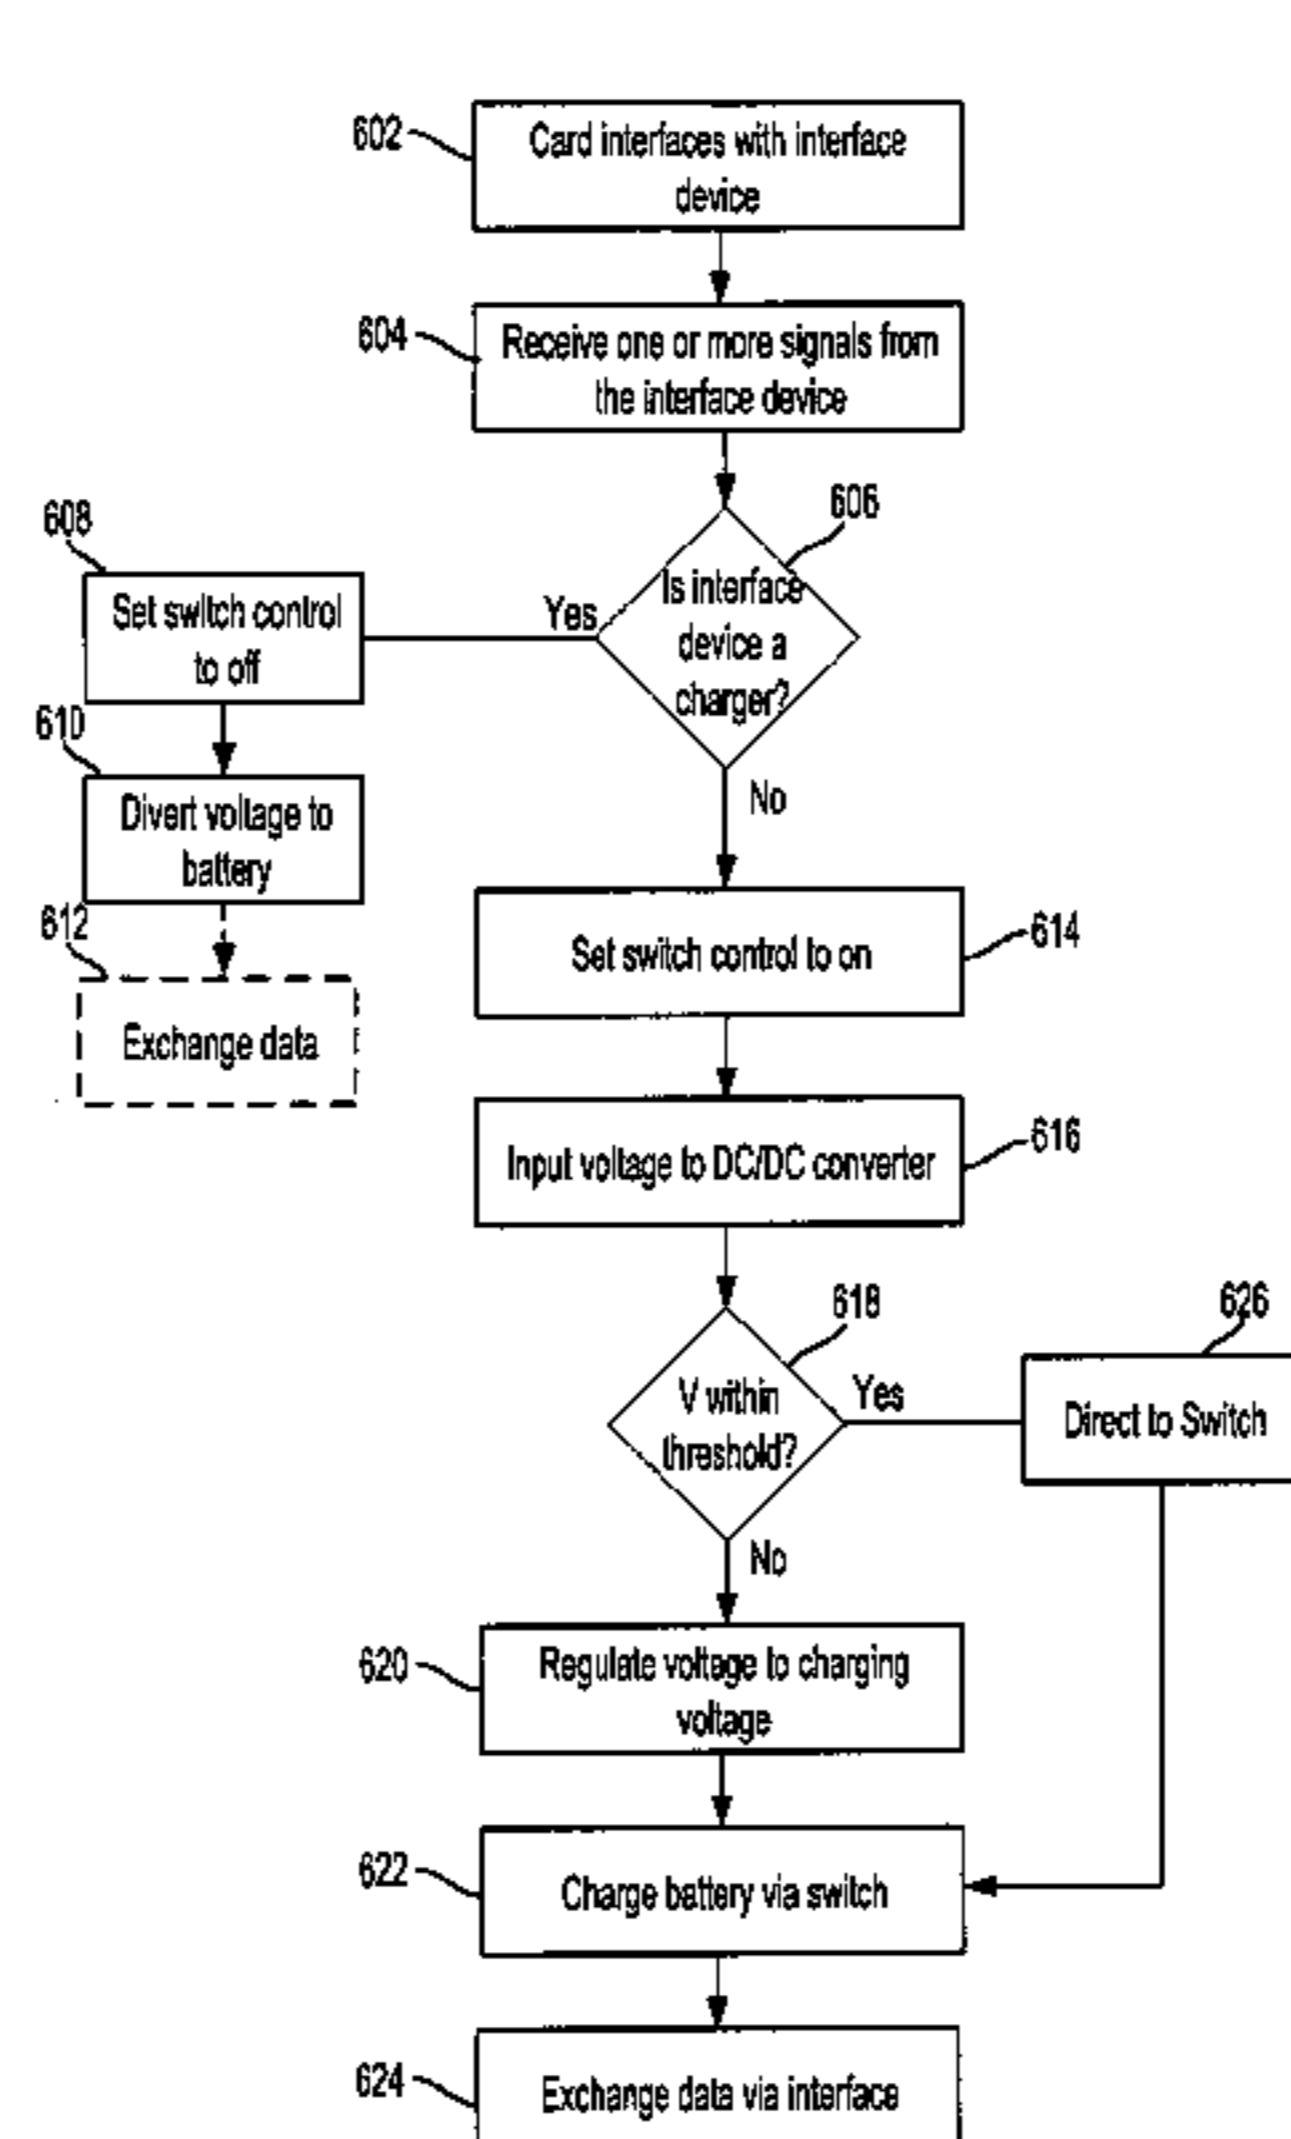 602
Card interfaces with interface
device
604
Receive one or more signals from
the interface device
606
Is interface
device a
charger?
Yes
608
Set switch control
to off
610
Divert voltage to
battery
612
Exchange data
No
Set switch control to on
614
Input voltage to DC/DC converter
616
618
V within
threshold?
Yes
626
Direct to Switch
No
620
Regulate voltage to charging
voltage
622
Charge battery via switch
624
Exchange data via interface